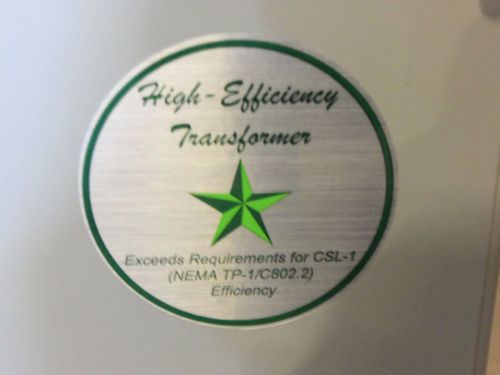 High-Efficiency
Transformer
Exceeds Requirements for CSL-1
(NEMA TP-1/C802.2)
Efficiency